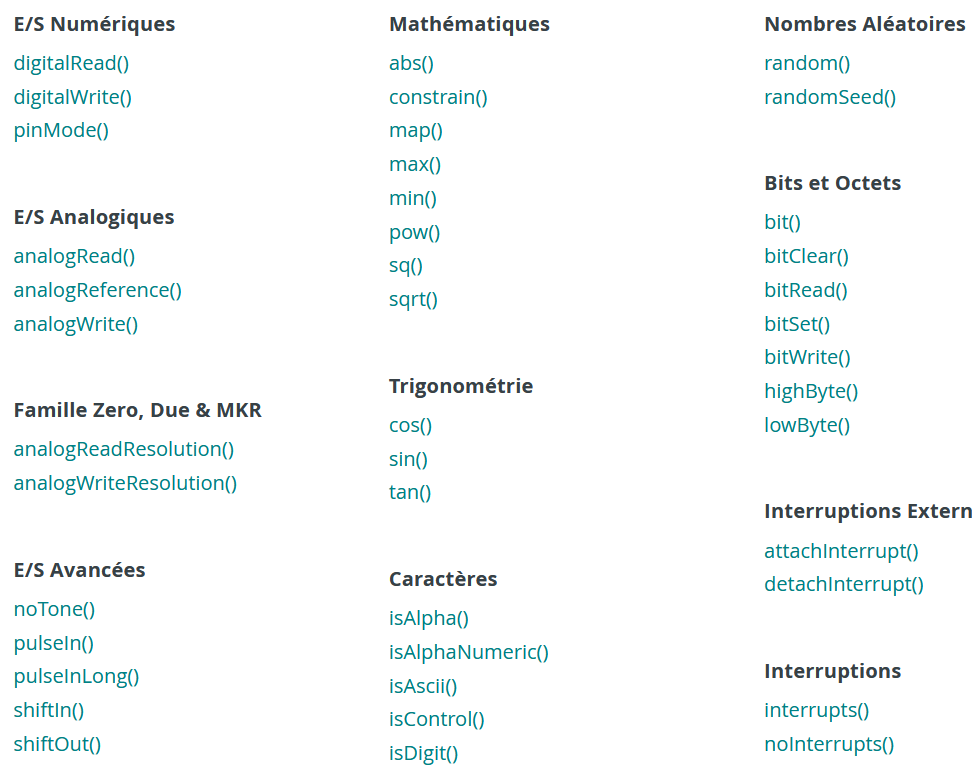 E/S Numériques
digitalRead()
digitalWrite()
pinMode()
E/S Analogiques
analogRead()
analogReference()
analogWrite()
Famille Zero, Due & MKR
analogReadResolution()
analogWriteResolution()
E/S Avancées
noTone()
pulseIn()
pulseInLong()
shiftIn()
shiftOut()
Mathématiques
abs()
constrain()
map()
max()
min()
pow()
sq()
sqrt()
Trigonométrie
cos()
sin()
tan()
Caractères
isAlpha()
isAlphaNumeric()
isAscii()
isControl()
isDigit()
Nombres Aléatoires
random()
randomSeed()
Bits et Octets
bit()
bitClear()
bitRead()
bitSet()
bitWrite()
highByte()
lowByte()
Interruptions Extern
attachInterrupt()
detachInterrupt()
Interruptions
interrupts()
noInterrupts()